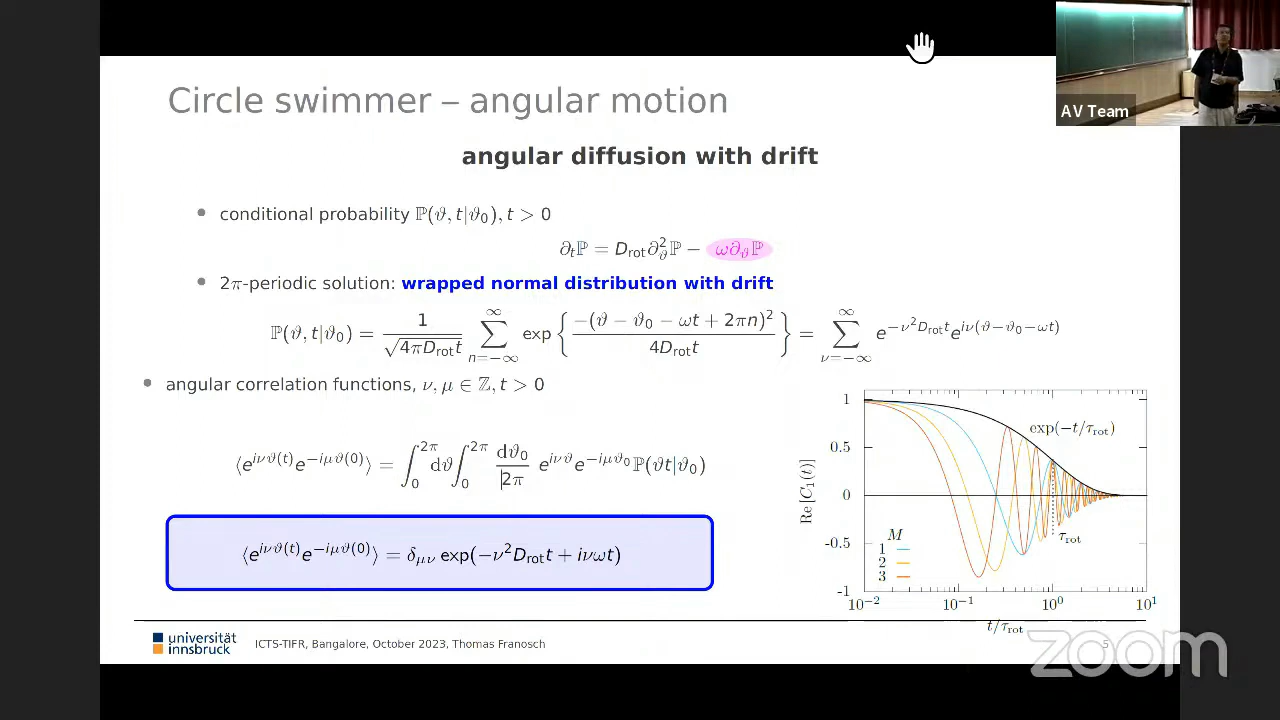 AV Team
Circle swimmer – angular motion
angular diffusion with drift
• conditional probability ℙ(ϑ, t|ϑ₀), t > 0
∂ₜℙ = D_rot ∂²_ϑ ℙ − ω∂_ϑ ℙ
• 2π-periodic solution: wrapped normal distribution with drift
ℙ(ϑ, t|ϑ₀) = 1/√(4πD_rot t) ∑_{n=−∞}^{∞} exp { −(ϑ − ϑ₀ − ωt + 2πn)² / 4D_rot t } = ∑_{ν=−∞}^{∞} e^{−ν²D_rot t} e^{iν(ϑ−ϑ₀−ωt)}
• angular correlation functions, ν, μ ∈ ℤ, t > 0
⟨e^{iνϑ(t)} e^{−iμϑ(0)}⟩ = ∫₀^{2π} dϑ ∫₀^{2π} dϑ₀/2π e^{iνϑ} e^{−iμϑ₀} ℙ(ϑt|ϑ₀)
⟨e^{iνϑ(t)} e^{−iμϑ(0)}⟩ = δ_{μν} exp(−ν²D_rot t + iνωt)
Re [C₁(t)]
1
0.5
0
-0.5
-1
exp(−t/τ_rot)
τ_rot
M
1
2
3
10⁻² 10⁻¹ 10⁰ 10¹
t/τ_rot
universität
innsbruck
ICTS-TIFR, Bangalore, October 2023, Thomas Franosch
5
zoom